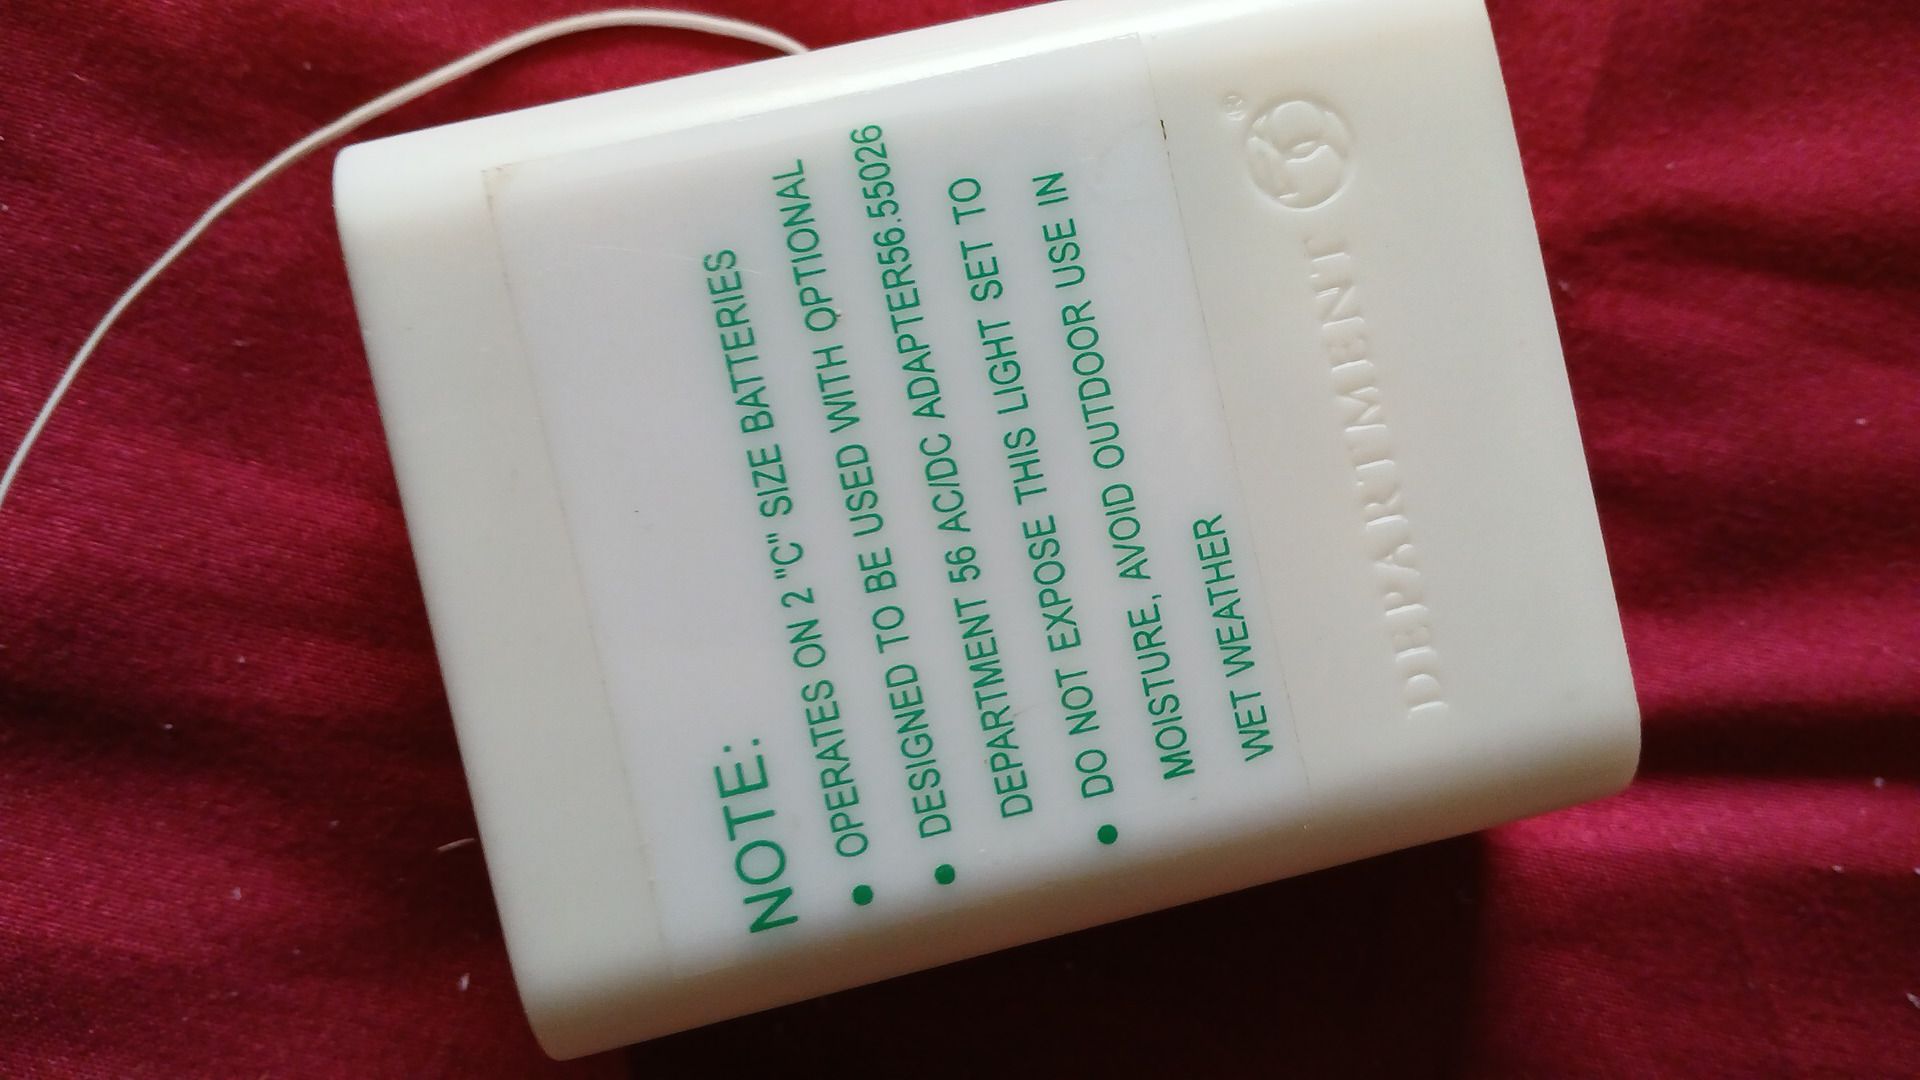 NOTE:
• OPERATES ON 2 "C" SIZE BATTERIES
• DESIGNED TO BE USED WITH OPTIONAL
DEPARTMENT 56 AC/DC ADAPTER56.55026
• DO NOT EXPOSE THIS LIGHT SET TO
MOISTURE, AVOID OUTDOOR USE IN
WET WEATHER
DEPARTMENT 56 ®